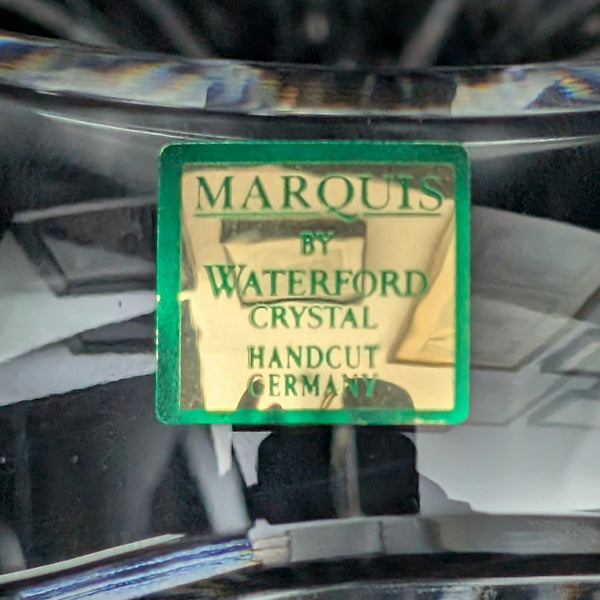 MARQUIS
BY
WATERFORD
CRYSTAL
HANDCUT
GERMANY